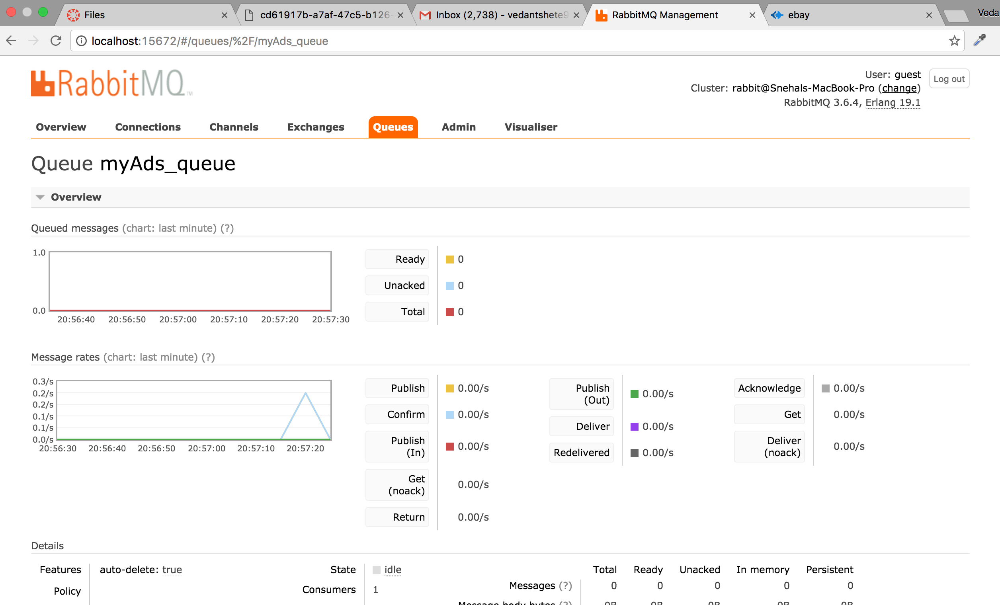 Files
cd61917b-a7af-47c5-b126-
Inbox (2,738) - vedantshete9
RabbitMQ Management
ebay
Veda
localhost:15672/#/queues/%2F/myAds_queue
RabbitMQ™
User: guest
Log out
Cluster: rabbit@Snehals-MacBook-Pro (change)
RabbitMQ 3.6.4, Erlang 19.1
Overview Connections Channels Exchanges Queues Admin Visualiser
Queue myAds_queue
Overview
Queued messages (chart: last minute) (?)
1.0
0.0
20:56:40 20:56:50 20:57:00 20:57:10 20:57:20 20:57:30
Ready 0
Unacked 0
Total 0
Message rates (chart: last minute) (?)
0.3/s
0.2/s
0.2/s
0.1/s
0.1/s
0.0/s
20:56:30 20:56:40 20:56:50 20:57:00 20:57:10 20:57:20
Publish 0.00/s
Confirm 0.00/s
Publish
(In) 0.00/s
Get
(noack) 0.00/s
Return 0.00/s
Publish
(Out) 0.00/s
Deliver 0.00/s
Redelivered 0.00/s
Acknowledge 0.00/s
Get 0.00/s
Deliver
(noack) 0.00/s
Details
Features auto-delete: true
Policy
State idle
Consumers 1
Total Ready Unacked In memory Persistent
Messages (?) 0 0 0 0 0
Message body bytes (?) 0B 0B 0B 0B 0B